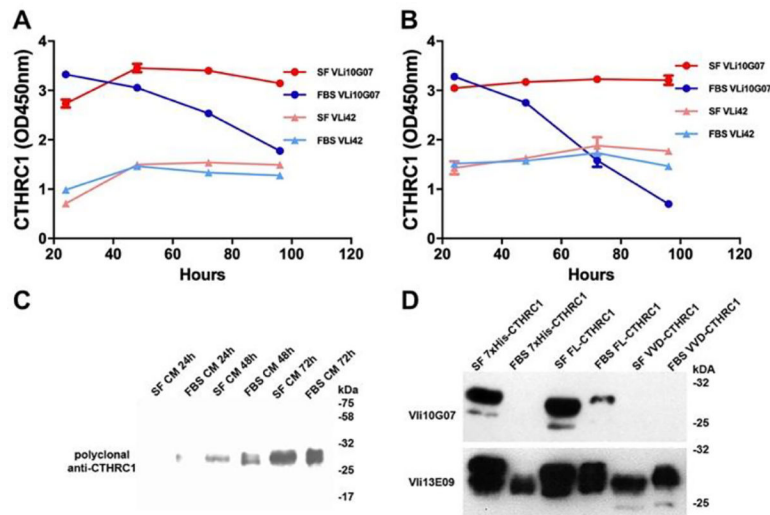 A
CTHRC1 (OD450nm)
4
3
2
1
0
20
40
60
80
100
120
Hours
SF VLi10G07
FBS VLi10G07
SF VLi42
FBS VLi42
B
CTHRC1 (OD450nm)
4
3
2
1
0
20
40
60
80
100
120
Hours
SF VLi10G07
FBS VLi10G07
SF VLi42
FBS VLi42
C
SF CM 24h
FBS CM 24h
SF CM 48h
FBS CM 48h
SF CM 72h
FBS CM 72h
kDa
-75
-58
-32
-25
-17
polyclonal
anti-CTHRC1
D
SF 7xHis-CTHRC1
FBS 7xHis-CTHRC1
SF FL-CTHRC1
FBS FL-CTHRC1
SF VVD-CTHRC1
FBS VVD-CTHRC1
kDA
-32
-25
-32
-25
Vli10G07
Vli13E09